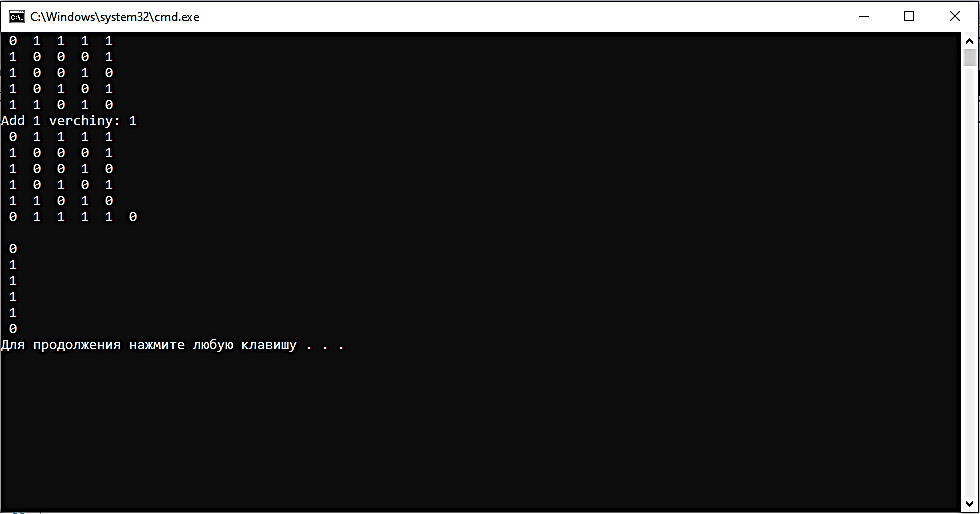 C:\Windows\system32\cmd.exe
0 1 1 1 1
1 0 0 0 1
1 0 0 1 0
1 0 1 0 1
1 1 0 1 0
Add 1 verchiny: 1
0 1 1 1 1
1 0 0 0 1
1 0 0 1 0
1 0 1 0 1
1 1 0 1 0
0 1 1 1 1 0
0
1
1
1
1
0
Для продолжения нажмите любую клавишу . . .